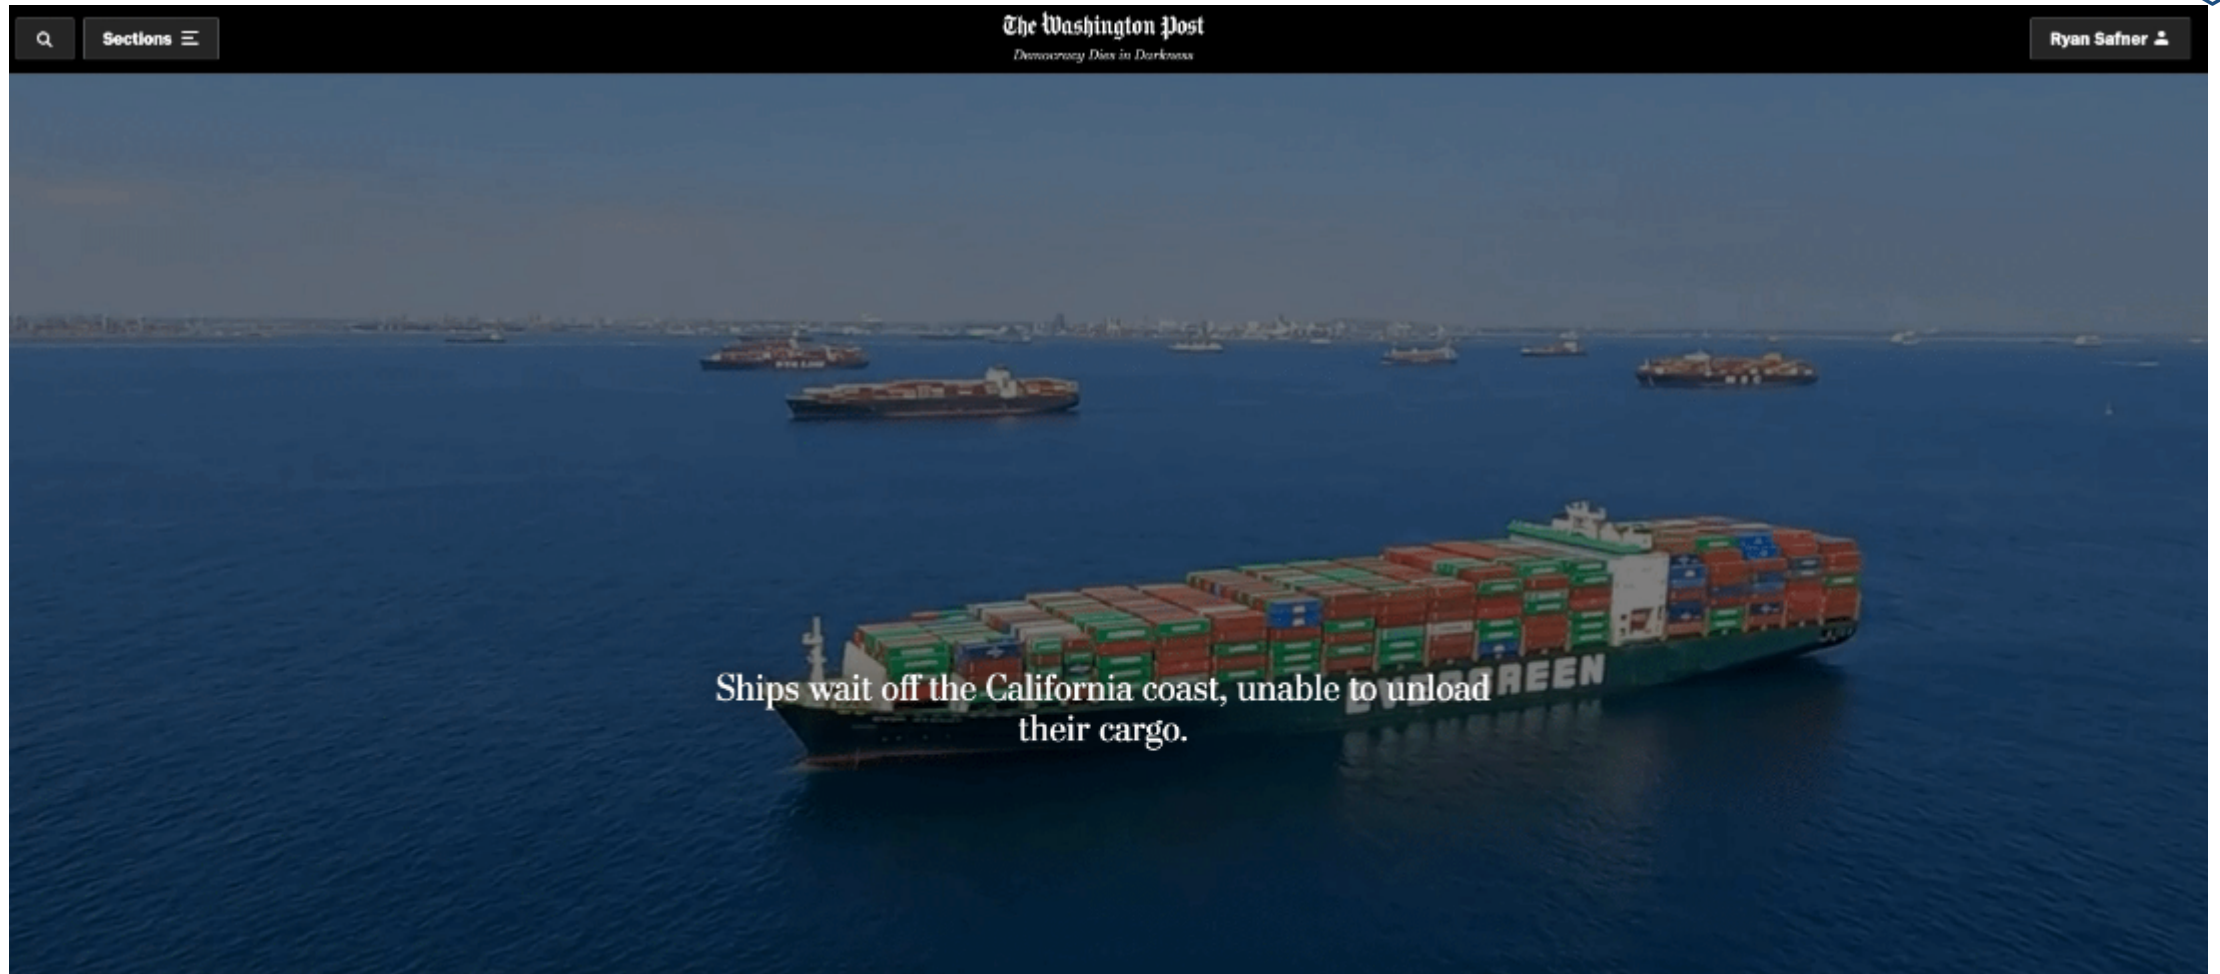 Sections
The Washington Post
Democracy Dies in Darkness
Ryan Safner
Ships wait off the California coast, unable to unload
their cargo.
EVERGREEN